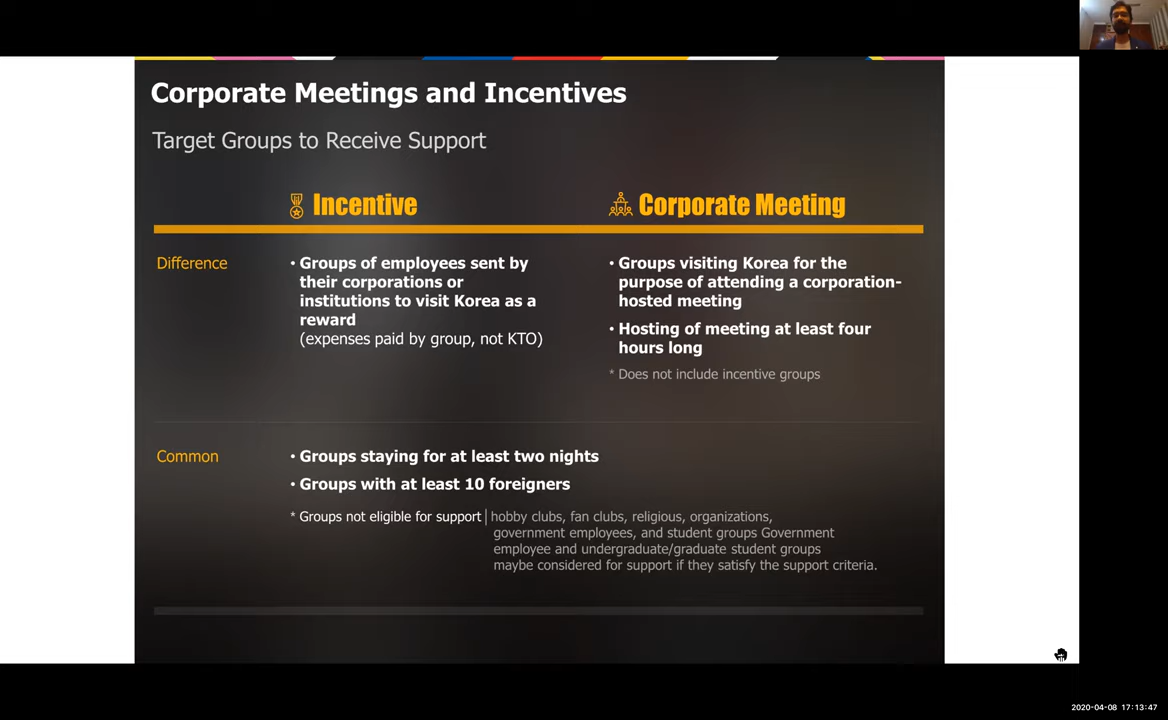 Corporate Meetings and Incentives
Target Groups to Receive Support
Incentive
Corporate Meeting
Difference
• Groups of employees sent by
their corporations or
institutions to visit Korea as a
reward
(expenses paid by group, not KTO)
• Groups visiting Korea for the
purpose of attending a corporation-
hosted meeting
• Hosting of meeting at least four
hours long
* Does not include incentive groups
Common
• Groups staying for at least two nights
• Groups with at least 10 foreigners
* Groups not eligible for support | hobby clubs, fan clubs, religious, organizations,
government employees, and student groups Government
employee and undergraduate/graduate student groups
maybe considered for support if they satisfy the support criteria.
2020-04-08 17:13:47